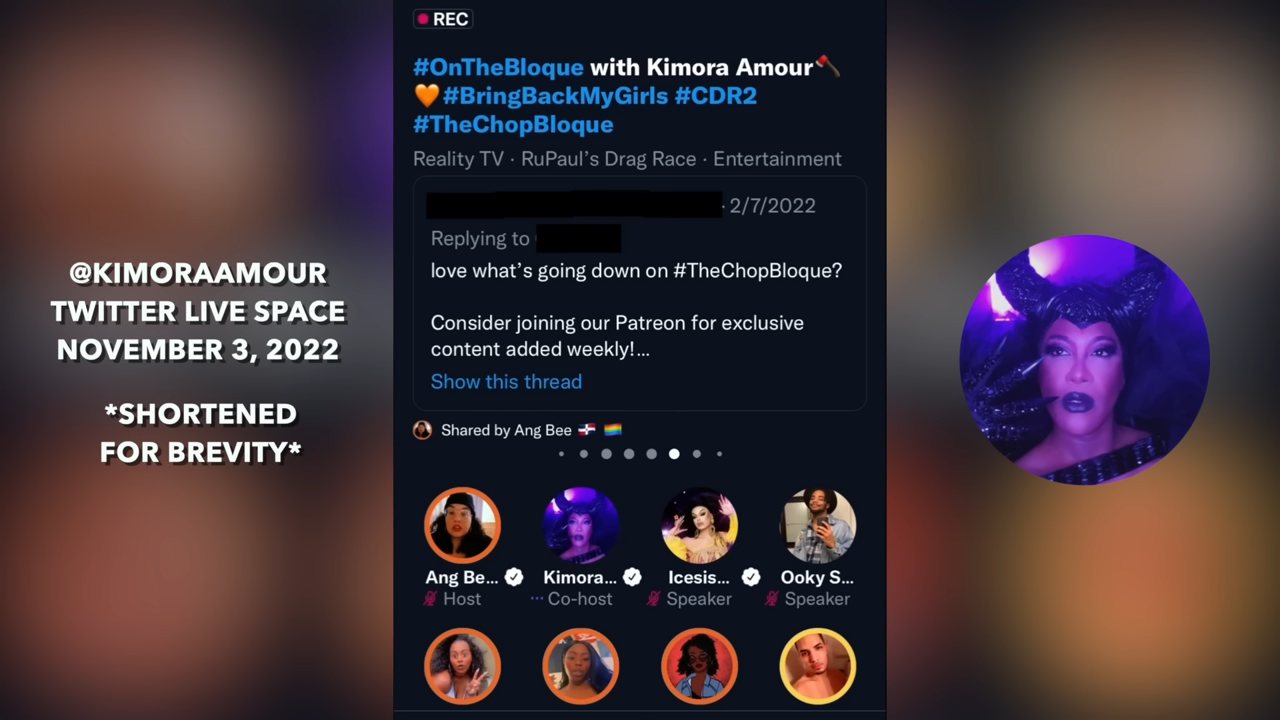 @KIMORAAMOUR
TWITTER LIVE SPACE
NOVEMBER 3, 2022
*SHORTENED
FOR BREVITY*
REC
#OnTheBloque with Kimora Amour🪓
🧡#BringBackMyGirls #CDR2
#TheChopBloque
Reality TV · RuPaul’s Drag Race · Entertainment
· 2/7/2022
Replying to
love what’s going down on #TheChopBloque?
Consider joining our Patreon for exclusive
content added weekly!...
Show this thread
Shared by Ang Bee 🇩🇴 🏳️‍🌈
Ang Be... Kimora... Icesis... Ooky S...
Host ··· Co-host Speaker Speaker